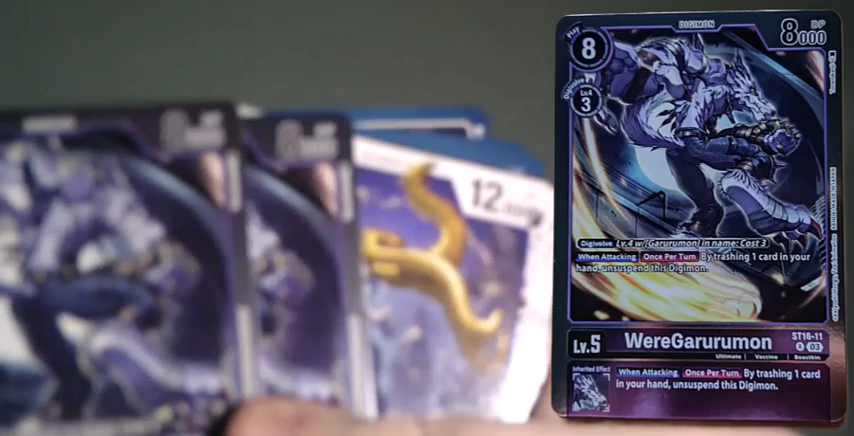 DIGIMON
Play
8
DP
8000
Digivolve
Lv.4
3
12
Digivolve Lv.4 w/[Garurumon] in name: Cost 3
When Attacking Once Per Turn By trashing 1 card in your
hand, unsuspend this Digimon.
ST16-11
Lv.5 WereGarurumon
R 03
Ultimate Vaccine Beastkin
Inherited Effect
When Attacking Once Per Turn By trashing 1 card
in your hand, unsuspend this Digimon.